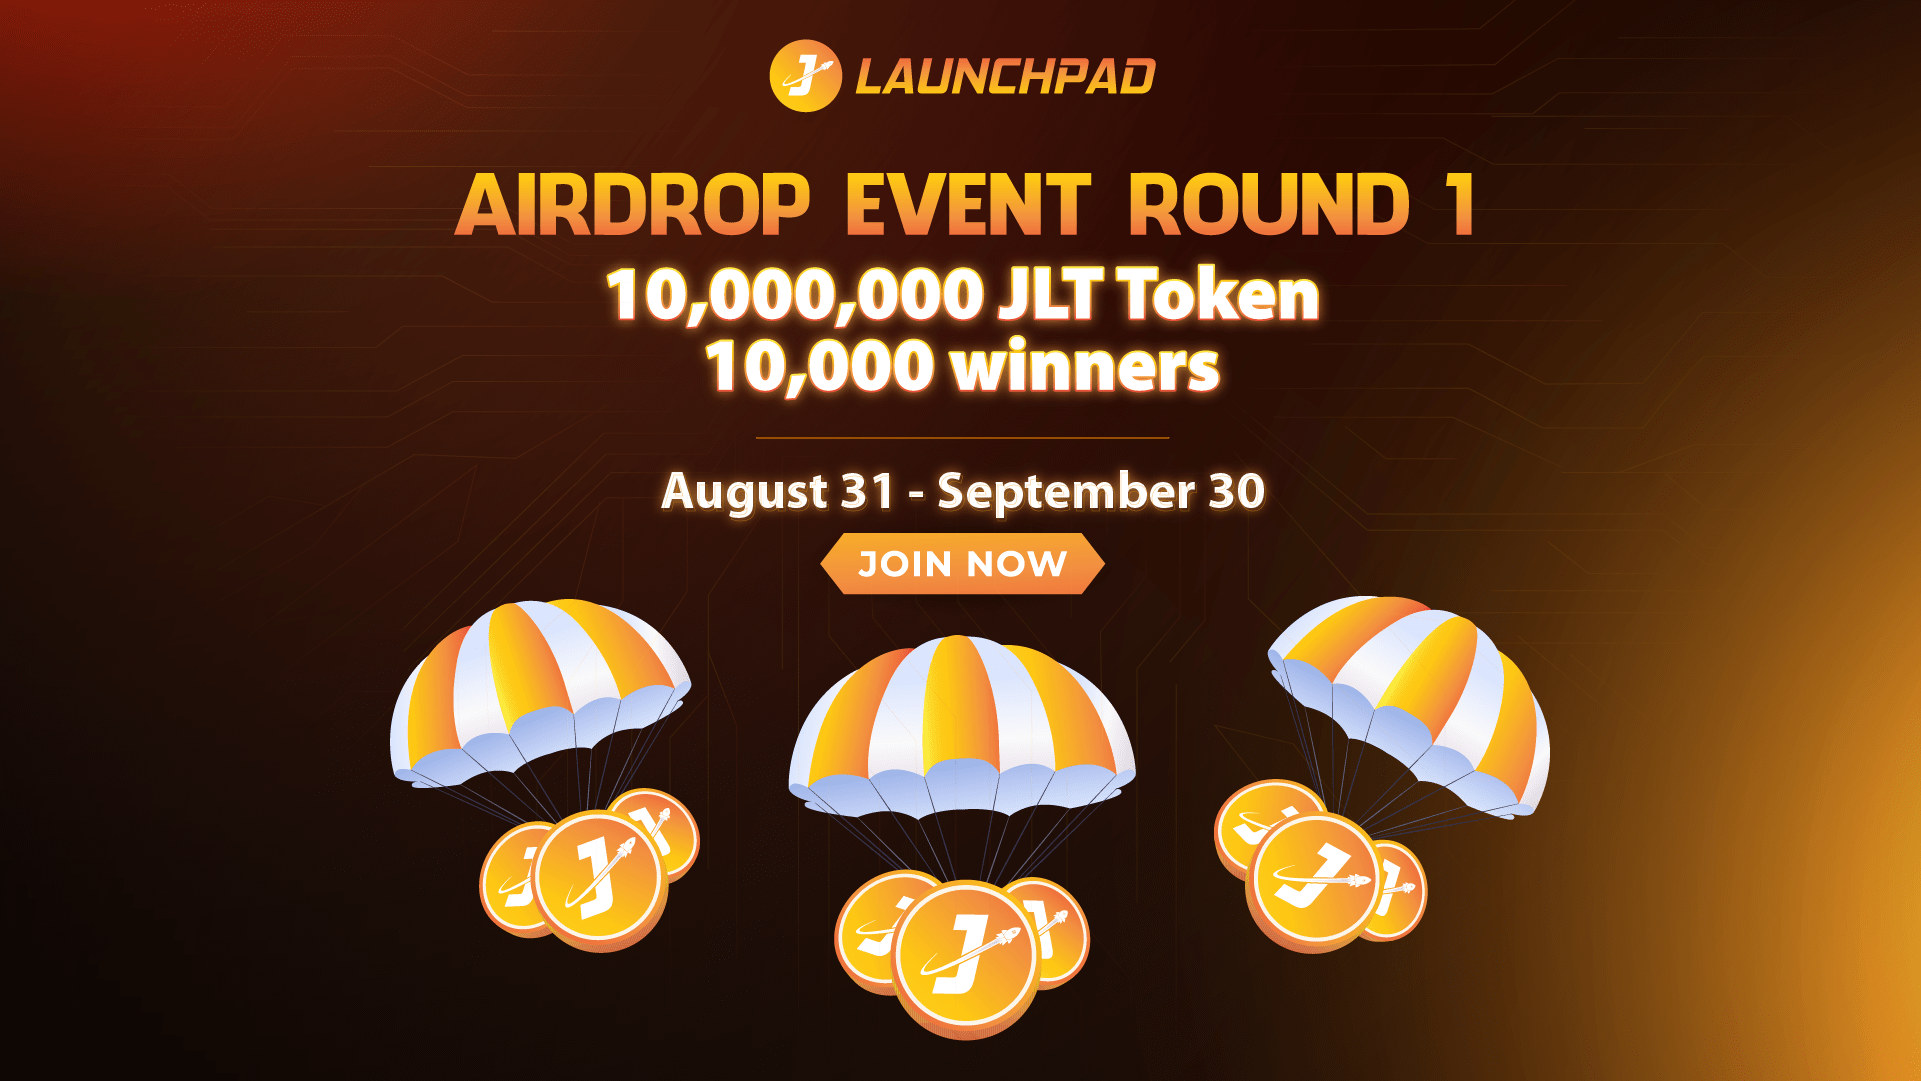 J LAUNCHPAD
AIRDROP EVENT ROUND 1
10,000,000 JLT Token
10,000 winners
August 31 - September 30
JOIN NOW
J J J
J J J
J J J